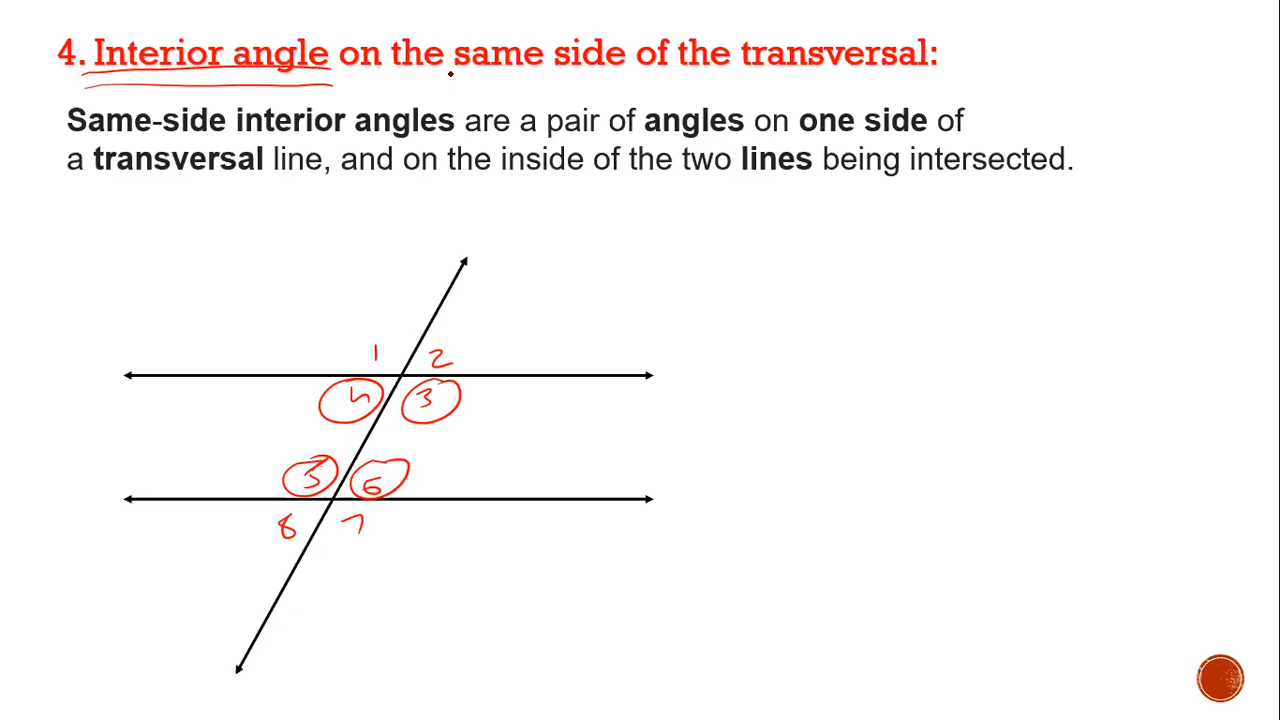 4. Interior angle on the same side of the transversal:
Same-side interior angles are a pair of angles on one side of
a transversal line, and on the inside of the two lines being intersected.
1 2
4 3
5 6
8 7